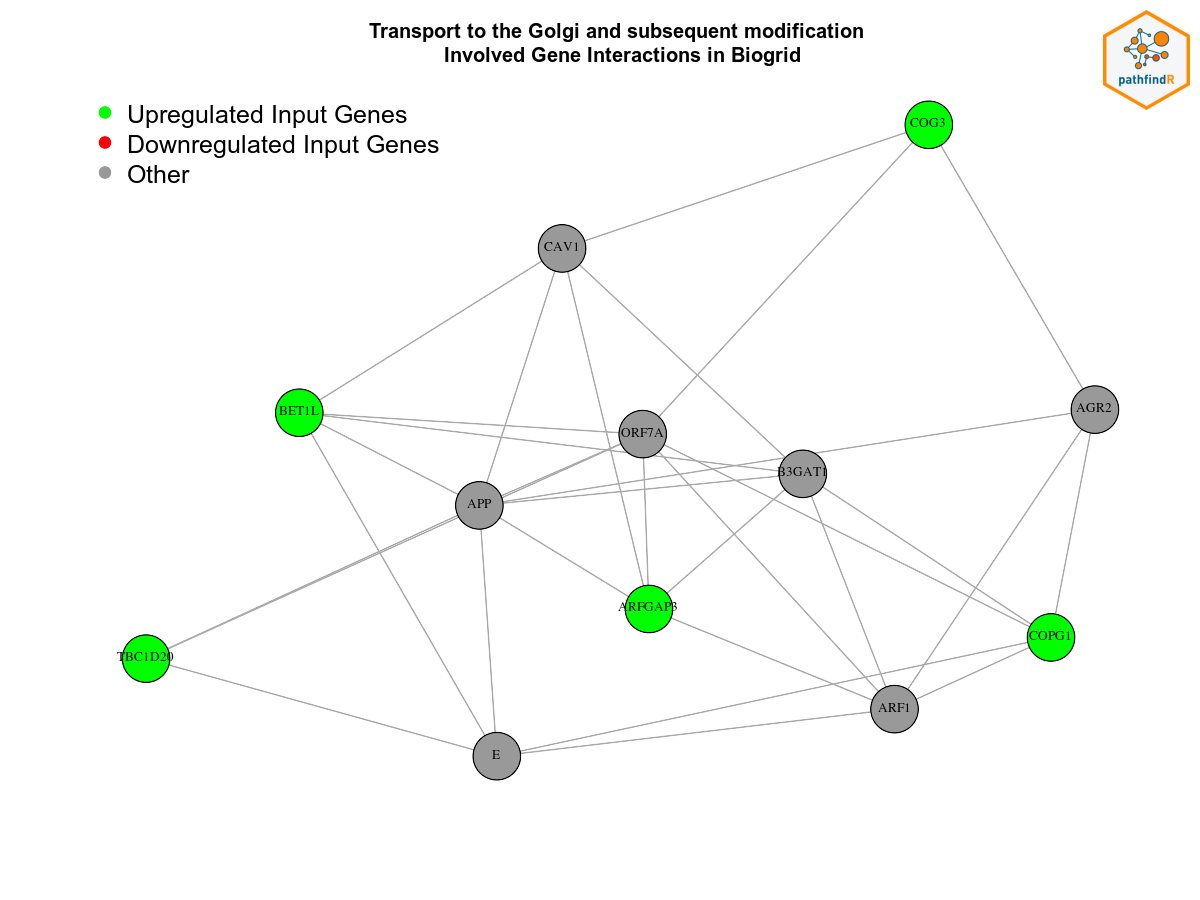 Transport to the Golgi and subsequent modification
Involved Gene Interactions in Biogrid
pathfindR
Upregulated Input Genes
Downregulated Input Genes
Other
COG3
CAV1
BET1L
AGR2
ORF7A
B3GAT1
APP
ARFGAP3
COPG1
TBC1D20
ARF1
E